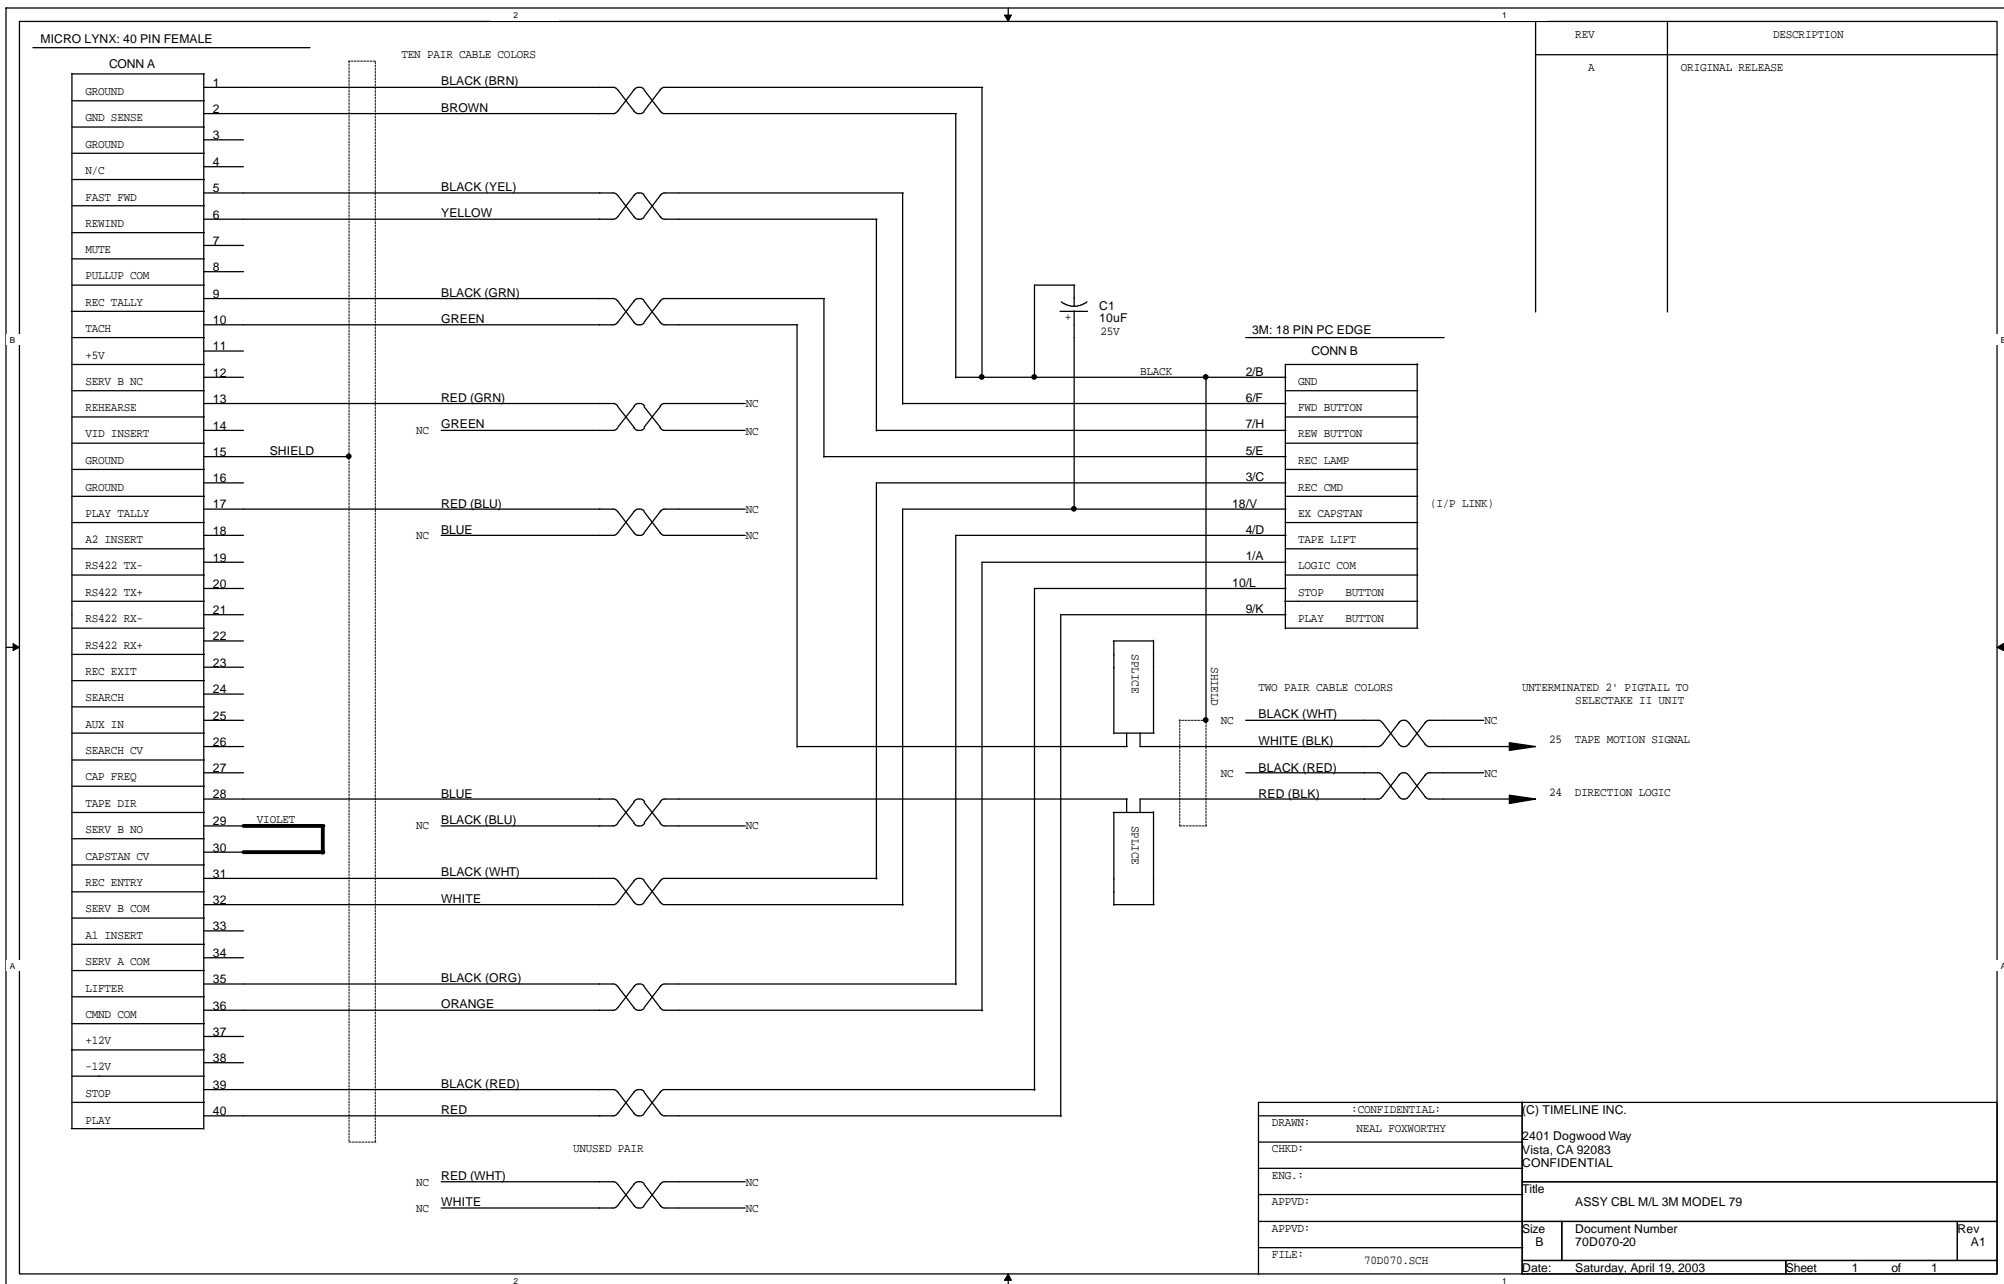 2
1
MICRO LYNX: 40 PIN FEMALE
CONN A
TEN PAIR CABLE COLORS
REV
DESCRIPTION
A
ORIGINAL RELEASE
GROUND 1 BLACK (BRN)
GND SENSE 2 BROWN
GROUND 3
N/C 4
FAST FWD 5 BLACK (YEL)
REWIND 6 YELLOW
MUTE 7
PULLUP COM 8
REC TALLY 9 BLACK (GRN)
TACH 10 GREEN
+5V 11
SERV B NC 12
REHEARSE 13 RED (GRN) NC
VID INSERT 14 NC GREEN NC
GROUND 15 SHIELD
GROUND 16
PLAY TALLY 17 RED (BLU) NC
A2 INSERT 18 NC BLUE NC
RS422 TX- 19
RS422 TX+ 20
RS422 RX- 21
RS422 RX+ 22
REC EXIT 23
SEARCH 24
AUX IN 25
SEARCH CV 26
CAP FREQ 27
TAPE DIR 28 BLUE
SERV B NO 29 VIOLET NC BLACK (BLU) NC
CAPSTAN CV 30
REC ENTRY 31 BLACK (WHT)
SERV B COM 32 WHITE
A1 INSERT 33
SERV A COM 34
LIFTER 35 BLACK (ORG)
CMND COM 36 ORANGE
+12V 37
-12V 38
STOP 39 BLACK (RED)
PLAY 40 RED
UNUSED PAIR
NC RED (WHT) NC
NC WHITE NC
C1
10uF
25V
+
3M: 18 PIN PC EDGE
CONN B
BLACK 2/B GND
6/F FWD BUTTON
7/H REW BUTTON
5/E REC LAMP
3/C REC CMD
18/V EX CAPSTAN (I/P LINK)
4/D TAPE LIFT
1/A LOGIC COM
10/L STOP BUTTON
9/K PLAY BUTTON
SPLICE
SHIELD
TWO PAIR CABLE COLORS
UNTERMINATED 2' PIGTAIL TO
SELECTAKE II UNIT
NC BLACK (WHT) NC
WHITE (BLK) 25 TAPE MOTION SIGNAL
NC BLACK (RED) NC
RED (BLK) 24 DIRECTION LOGIC
SPLICE
B
B
A
A
:CONFIDENTIAL:
DRAWN: NEAL FOXWORTHY
CHKD:
ENG.:
APPVD:
APPVD:
FILE: 70D070.SCH
(C) TIMELINE INC.
2401 Dogwood Way
Vista, CA 92083
CONFIDENTIAL
Title
ASSY CBL M/L 3M MODEL 79
Size
B
Document Number
70D070-20
Rev
A1
Date: Saturday, April 19, 2003 Sheet 1 of 1
2
1